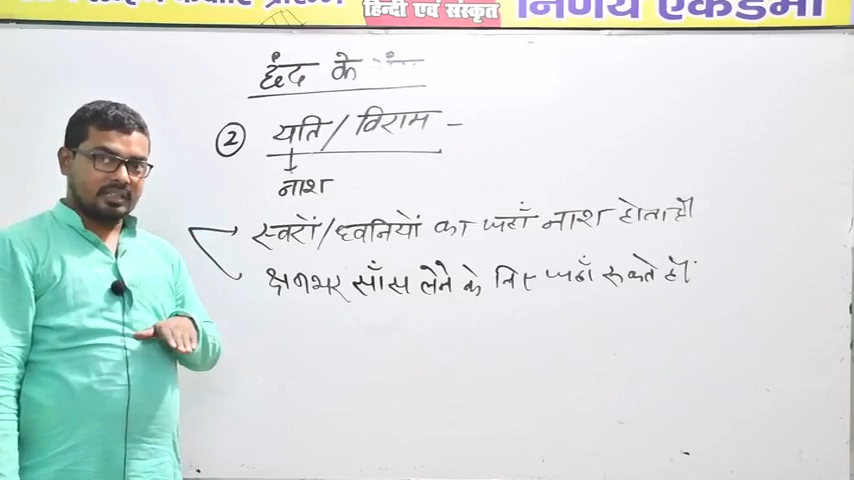 हिन्दी एवं संस्कृत
निर्णय एकेडमी
छंद के
② यति / विराम –
नाश
स्वरों/ध्वनियों का जहाँ नाश होता हो
क्षणभर साँस लेने के लिए जहाँ रुकते हों